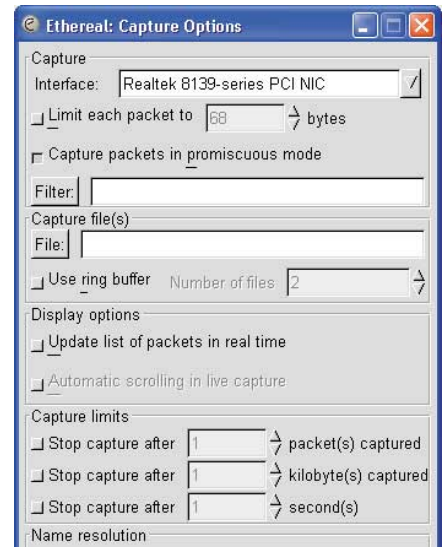 Ethereal: Capture Options
Capture
Interface: Realtek 8139-series PCI NIC
Limit each packet to 68 bytes
Capture packets in promiscuous mode
Filter:
Capture file(s)
File:
Use ring buffer Number of files 2
Display options
Update list of packets in real time
Automatic scrolling in live capture
Capture limits
Stop capture after 1 packet(s) captured
Stop capture after 1 kilobyte(s) captured
Stop capture after 1 second(s)
Name resolution